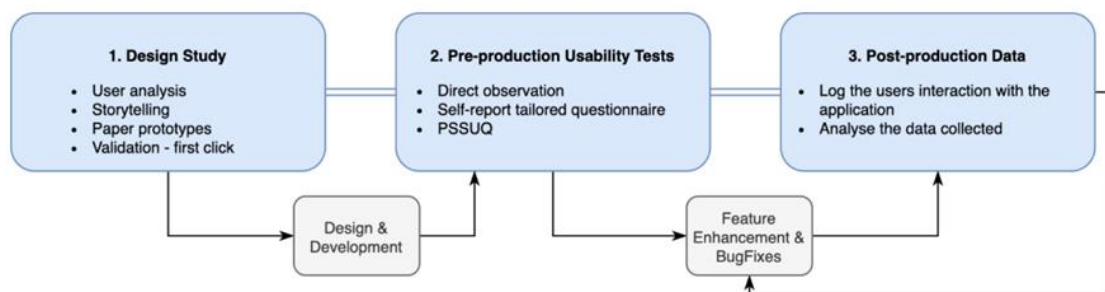 1. Design Study
User analysis
Storytelling
Paper prototypes
Validation - first click
2. Pre-production Usability Tests
Direct observation
Self-report tailored questionnaire
PSSUQ
3. Post-production Data
Log the users interaction with the
application
Analyse the data collected
Design &
Development
Feature
Enhancement &
BugFixes